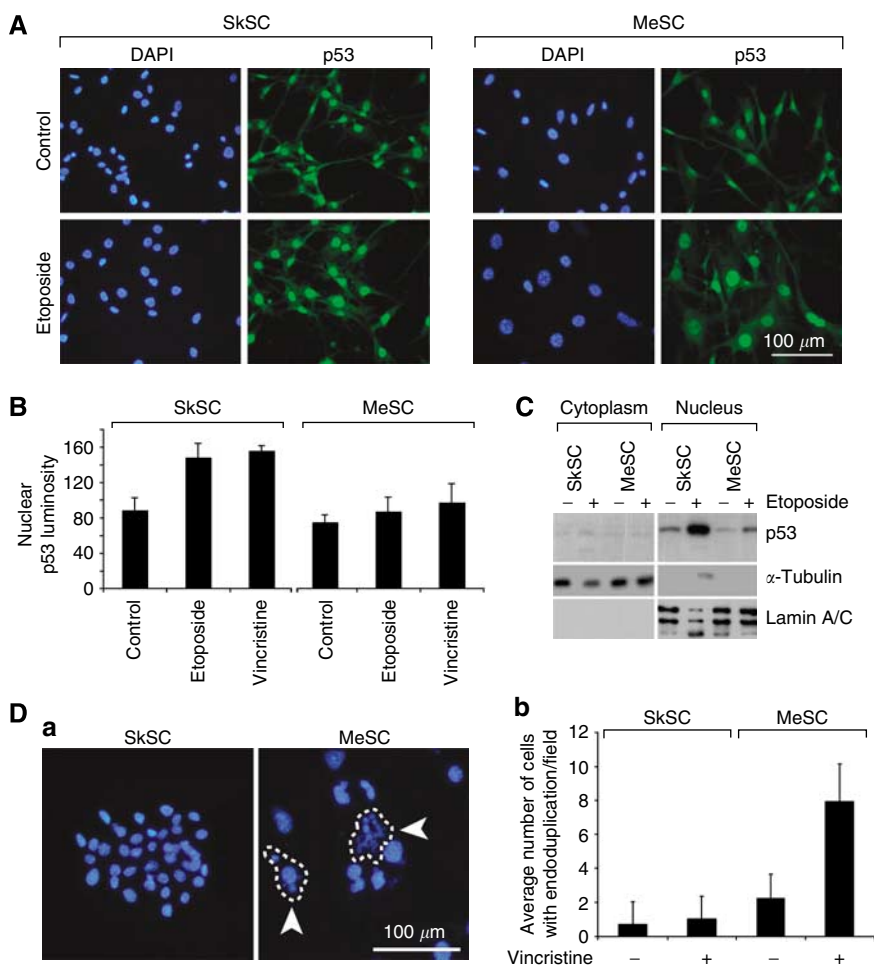 A
SkSC
MeSC
DAPI
p53
DAPI
p53
Control
Etoposide
100 μm
B
SkSC
MeSC
Nuclear
p53 luminosity
160
120
80
40
0
Control
Etoposide
Vincristine
Control
Etoposide
Vincristine
C
Cytoplasm
Nucleus
SkSC
MeSC
SkSC
MeSC
– + – + – + – + Etoposide
p53
α-Tubulin
Lamin A/C
D
a
SkSC
MeSC
100 μm
b
SkSC
MeSC
Average number of cells
with endoduplication/field
12
10
8
6
4
2
0
Vincristine – + – +